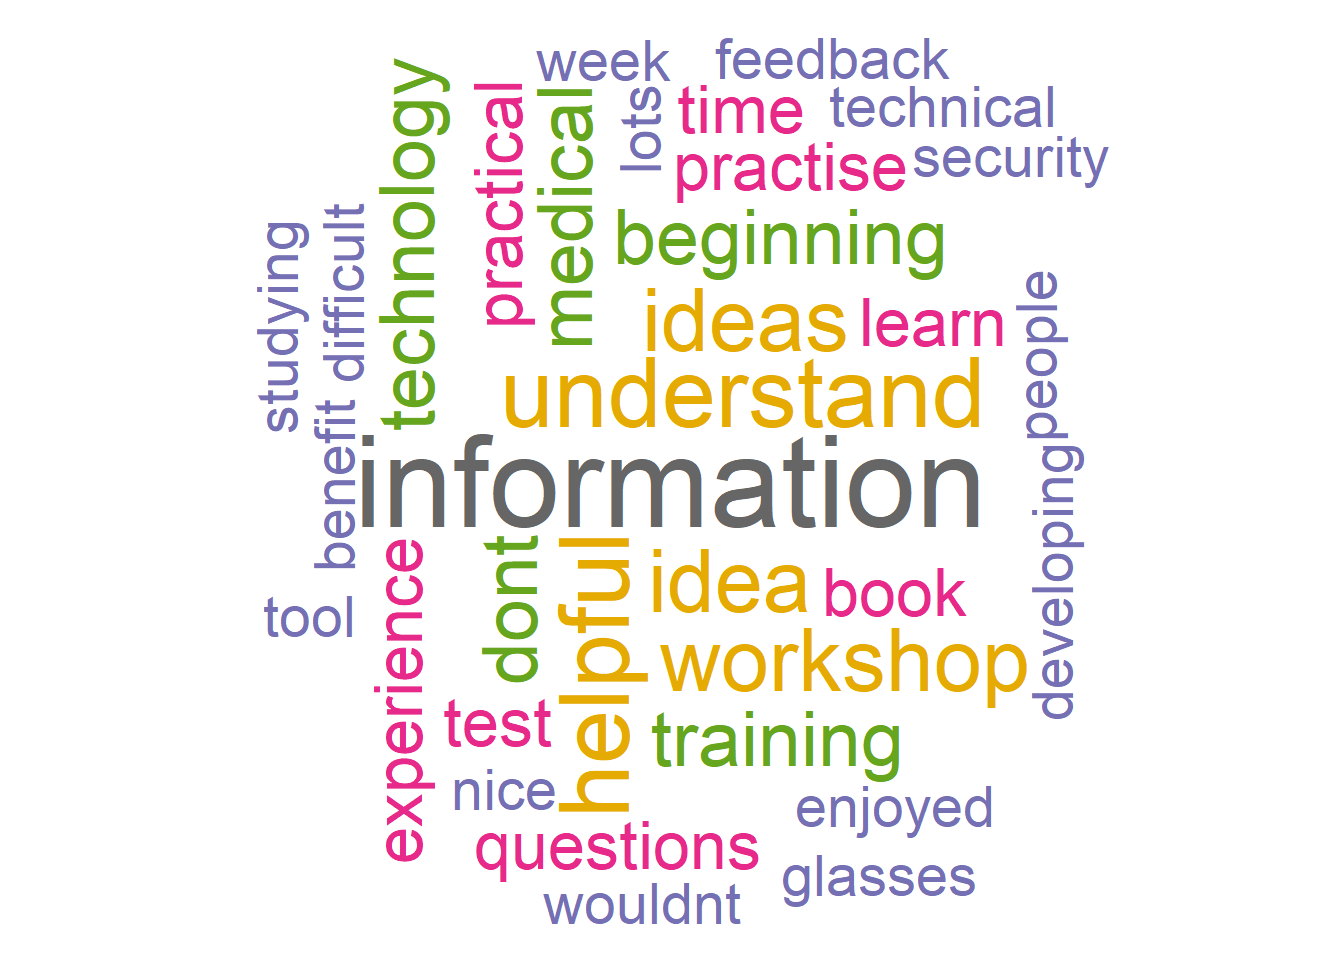 week
feedback
technology
practical
medical
lots
time
technical
practise
security
studying
difficult
beginning
people
ideas
learn
understand
benefit
information
developing
experience
dont
helpful
idea
book
tool
workshop
test
training
nice
enjoyed
questions
glasses
wouldnt